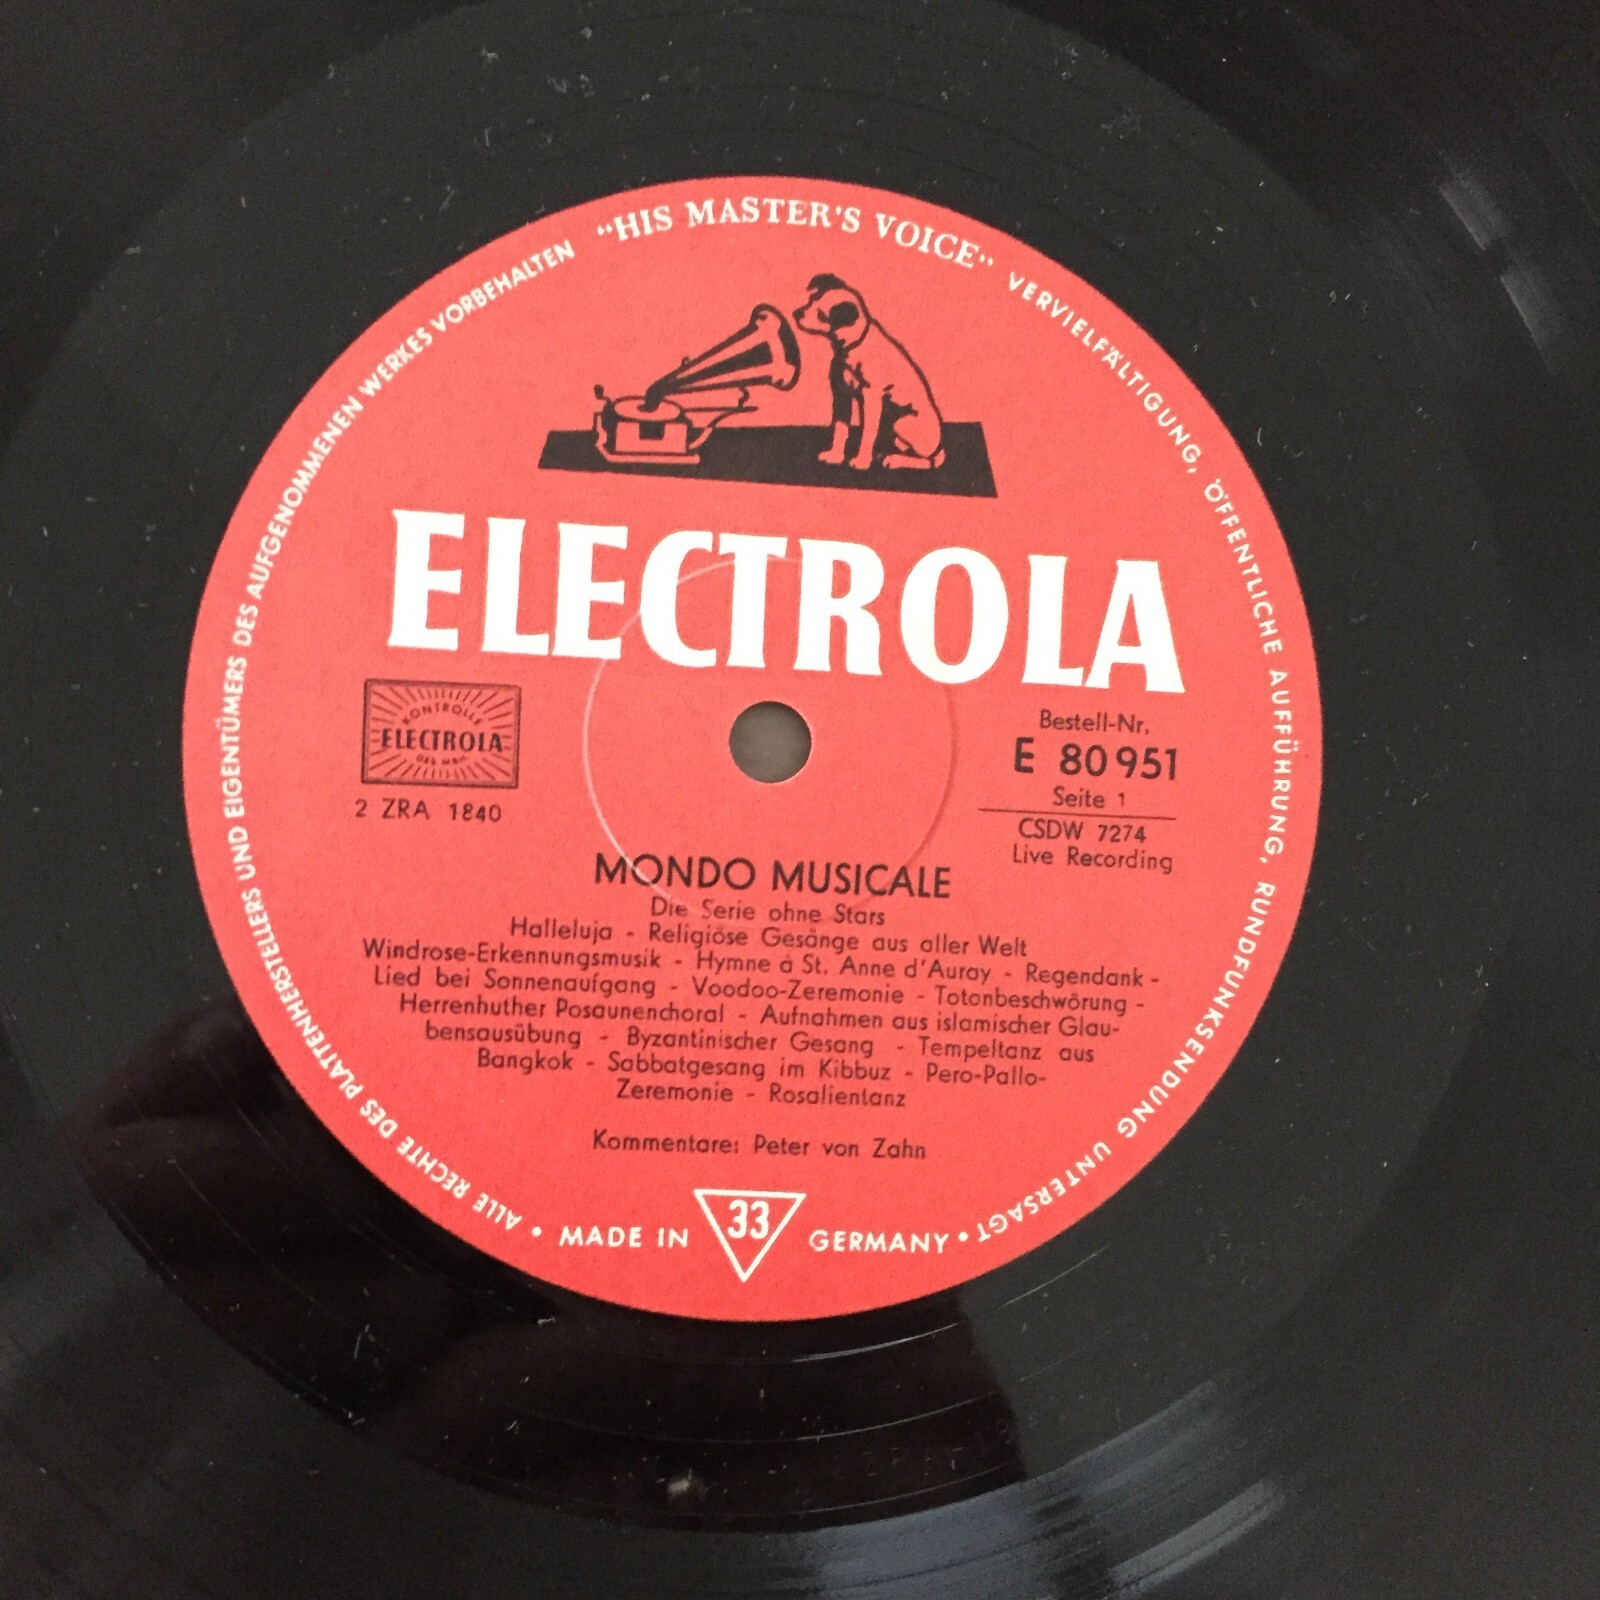 "HIS MASTER'S VOICE"
VERVIELFÄLTIGUNG, ÖFFENTLICHE AUFFÜHRUNG, RUNDFUNKSENDUNG UNTERSAGT •
ELECTROLA
KONTROLLE
ELECTROLA
GES. M.B.H.
2 ZRA 1840
Bestell-Nr.
E 80951
Seite 1
CSDW 7274
Live Recording
MONDO MUSICALE
Die Serie ohne Stars
Halleluja - Religiöse Gesänge aus aller Welt
Windrose-Erkennungsmusik - Hymne à St. Anne d'Auray - Regendank -
Lied bei Sonnenaufgang - Voodoo-Zeremonie - Totonbeschwörung -
Herrenhuther Posaunenchoral - Aufnahmen aus islamischer Glau-
bensausübung - Byzantinischer Gesang - Tempeltanz aus
Bangkok - Sabbatgesang im Kibbuz - Pero-Pallo-
Zeremonie - Rosalientanz
Kommentare: Peter von Zahn
33
MADE IN GERMANY
• ALLE RECHTE DES PLATTENHERSTELLERS UND EIGENTÜMERS DES AUFGENOMMENEN WERKES VORBEHALTEN